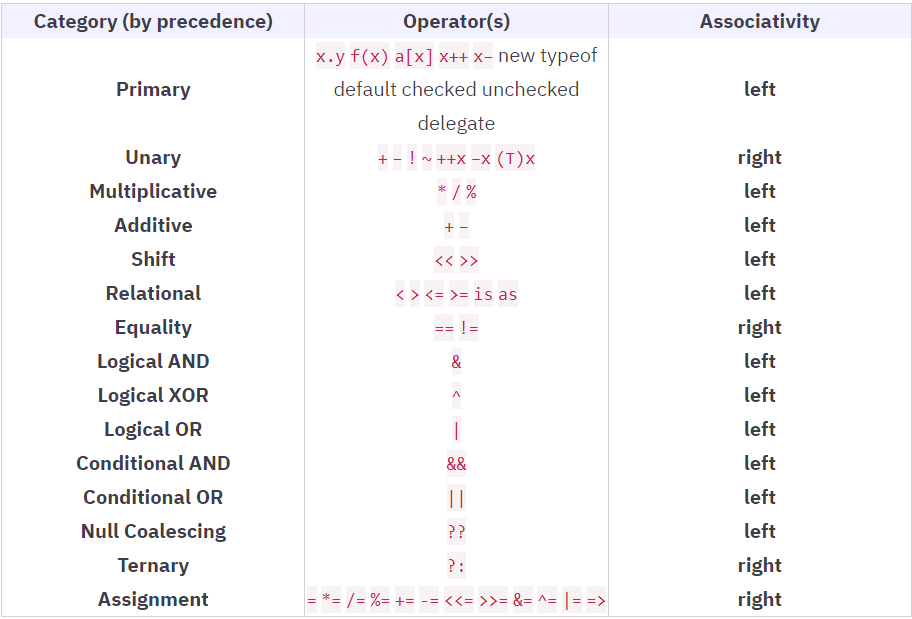 Category (by precedence) Operator(s) Associativity
x.y f(x) a[x] x++ x– new typeof
Primary default checked unchecked left
delegate
Unary + – ! ~ ++x –x (T)x right
Multiplicative * / % left
Additive + – left
Shift << >> left
Relational < > <= >= is as left
Equality == != right
Logical AND & left
Logical XOR ^ left
Logical OR | left
Conditional AND && left
Conditional OR || left
Null Coalescing ?? left
Ternary ?: right
Assignment = *= /= %= += -= <<= >>= &= ^= |= => right